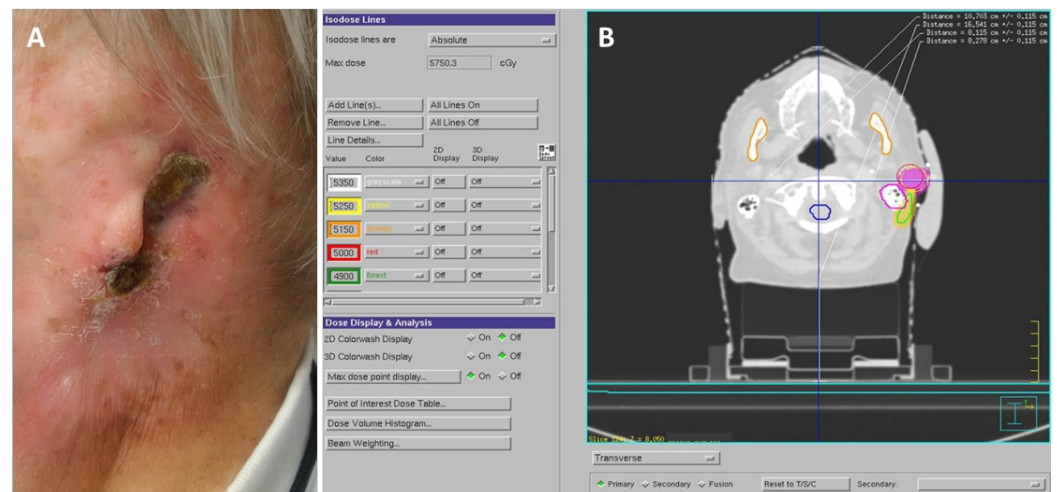 A
Isodose Lines
Isodose lines are
Absolute
Max dose
5750.3
cGy
Add Line(s)...
All Lines On
Remove Line...
All Lines Off
Line Details...
Value
Color
2D Display
3D Display
5350 greyscale Off Off
5250 yellow Off Off
5150 orange Off Off
5000 red Off Off
4900 forest Off Off
Dose Display & Analysis
2D Colorwash Display On Off
3D Colorwash Display On Off
Max dose point display... On Off
Point of Interest Dose Table...
Dose Volume Histogram...
Beam Weighting...
B
Distance = 10.703 cm +/- 0.115 cm
Distance = 16.541 cm +/- 0.115 cm
Distance = 8.115 cm +/- 0.115 cm
Distance = 8.278 cm +/- 0.115 cm
Z = 8.050
Transverse
Primary Secondary Fusion
Reset to T/S/C
Secondary: